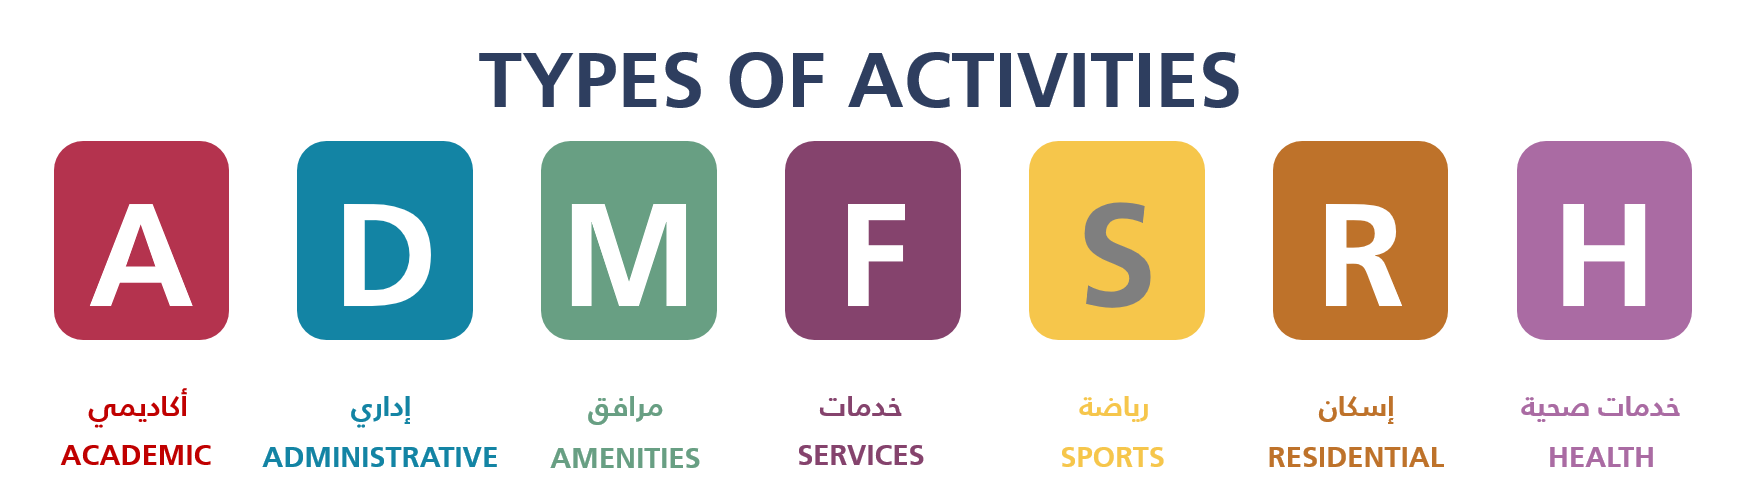 TYPES OF ACTIVITIES
A D M F S R H
أكاديمي إداري مرافق خدمات رياضة إسكان خدمات صحية
ACADEMIC ADMINISTRATIVE AMENITIES SERVICES SPORTS RESIDENTIAL HEALTH